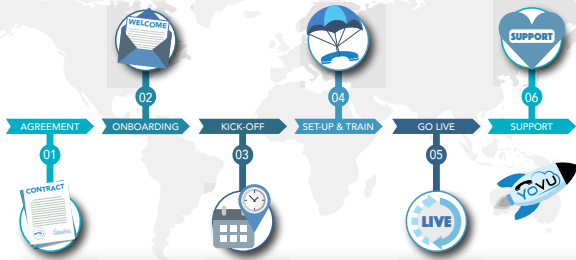 WELCOME
SUPPORT
02
04
06
AGREEMENT
ONBOARDING
KICK-OFF
SET-UP & TRAIN
GO LIVE
SUPPORT
01
03
05
CONTRACT
LIVE
YOVU